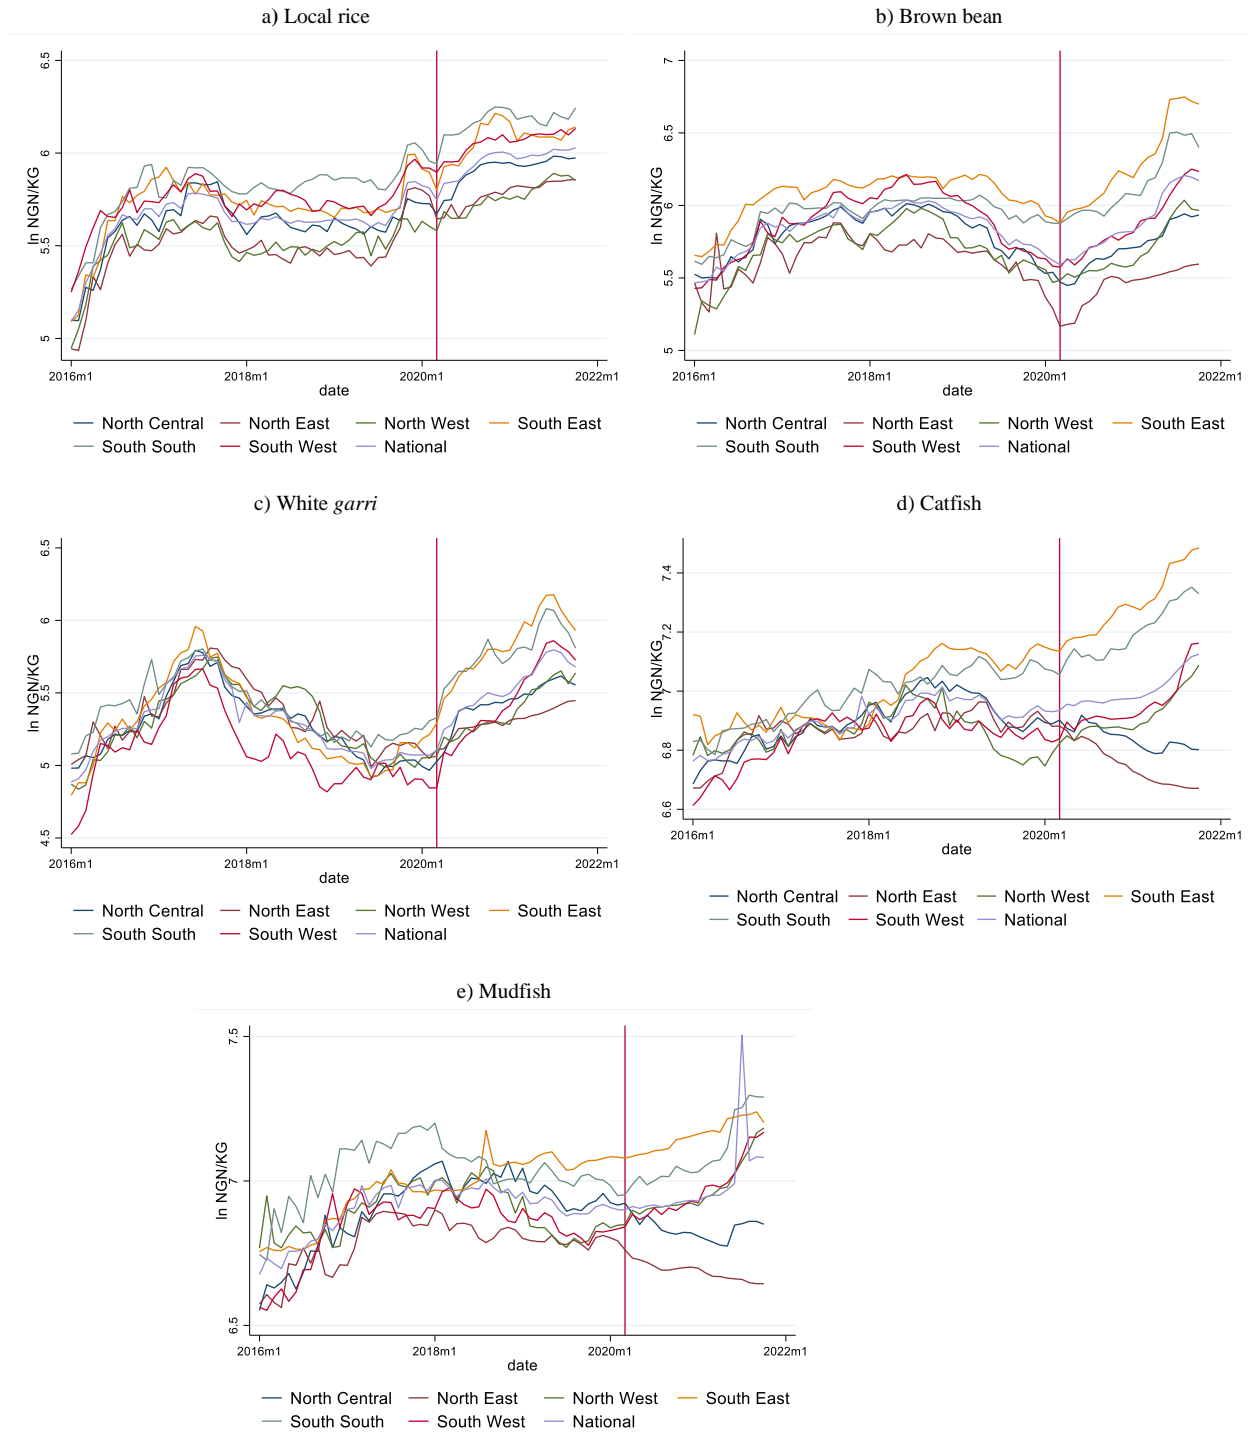 a) Local rice
b) Brown bean
ln NGN/KG
6.5
6
5.5
5
2016m1 2018m1 2020m1 2022m1
date
North Central North East North West South East
South South South West National
ln NGN/KG
7
6.5
6
5.5
5
2016m1 2018m1 2020m1 2022m1
date
North Central North East North West South East
South South South West National
c) White garri
d) Catfish
ln NGN/KG
6.5
6
5.5
5
4.5
2016m1 2018m1 2020m1 2022m1
date
North Central North East North West South East
South South South West National
ln NGN/KG
7.4
7.2
7
6.8
6.6
2016m1 2018m1 2020m1 2022m1
date
North Central North East North West South East
South South South West National
e) Mudfish
ln NGN/KG
7.5
7
6.5
2016m1 2018m1 2020m1 2022m1
date
North Central North East North West South East
South South South West National